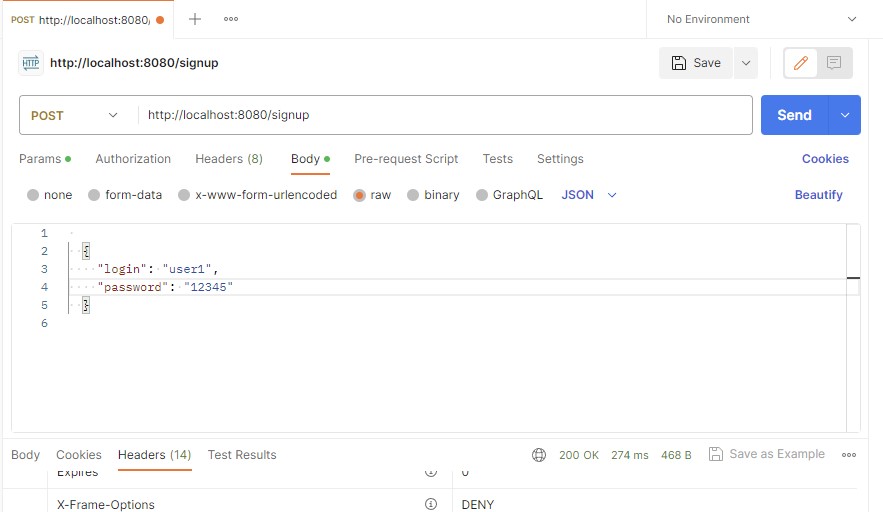 POST http://localhost:8080/
No Environment
HTTP http://localhost:8080/signup
Save
POST http://localhost:8080/signup
Send
Params Authorization Headers (8) Body Pre-request Script Tests Settings Cookies
none form-data x-www-form-urlencoded raw binary GraphQL JSON Beautify
1
2 {
3 "login": "user1",
4 "password": "12345"
5 }
6
Body Cookies Headers (14) Test Results 200 OK 274 ms 468 B Save as Example
Expires 0
X-Frame-Options DENY